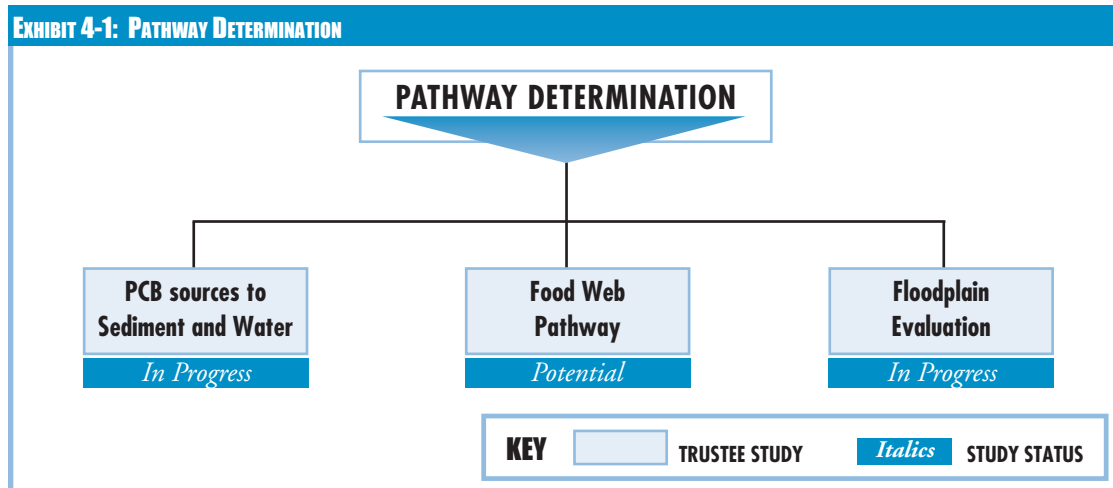 EXHIBIT 4-1: PATHWAY DETERMINATION
PATHWAY DETERMINATION
PCB sources to
Sediment and Water
In Progress
Food Web
Pathway
Potential
Floodplain
Evaluation
In Progress
KEY
TRUSTEE STUDY
Italics
STUDY STATUS